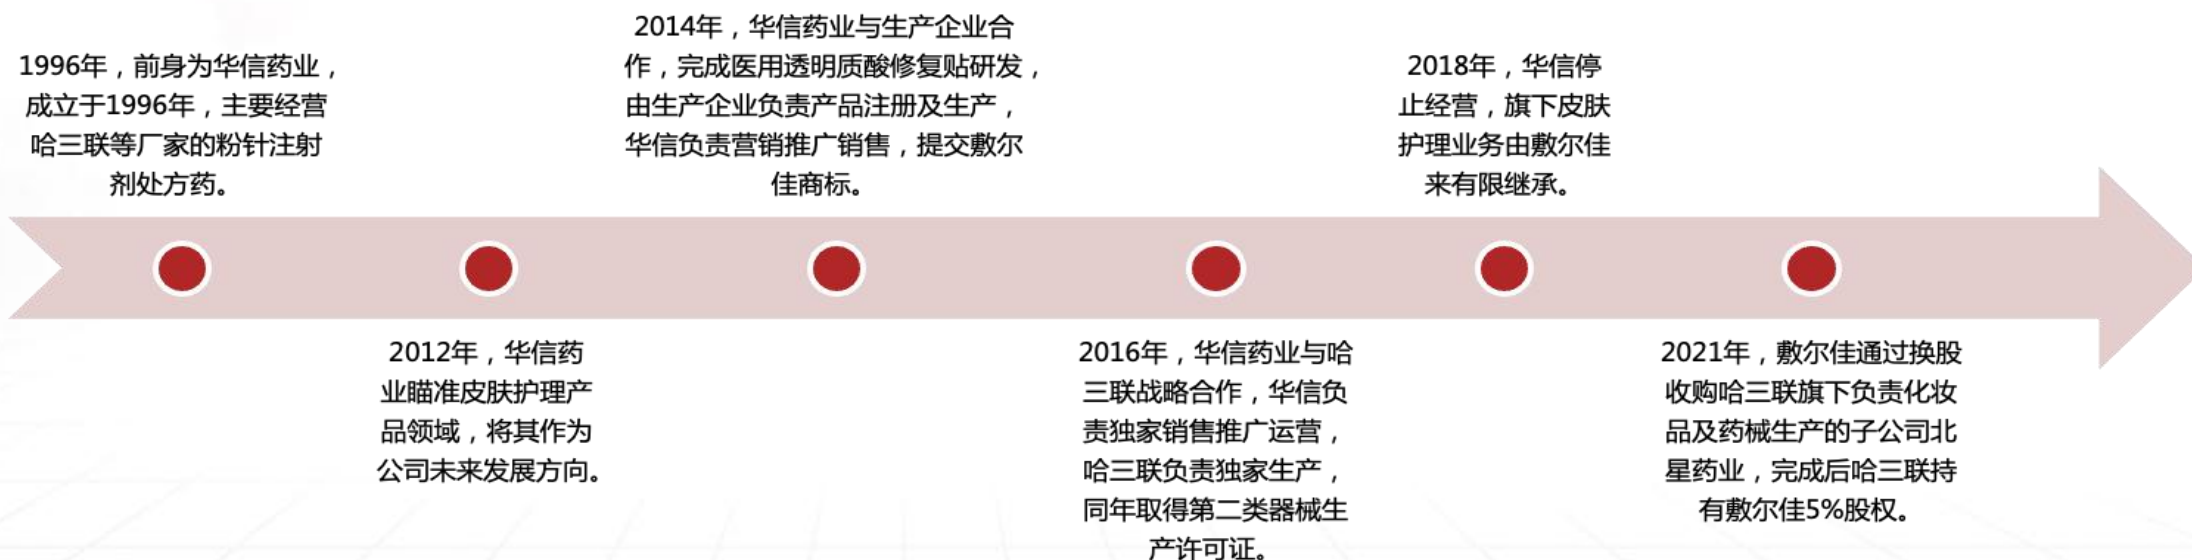 1996年，前身为华信药业，
成立于1996年，主要经营
哈三联等厂家的粉针注射
剂处方药。
2012年，华信药
业瞄准皮肤护理产
品领域，将其作为
公司未来发展方向。
2014年，华信药业与生产企业合
作，完成医用透明质酸修复贴研发，
由生产企业负责产品注册及生产，
华信负责营销推广销售，提交敷尔
佳商标。
2016年，华信药业与哈
三联战略合作，华信负
责独家销售推广运营，
哈三联负责独家生产，
同年取得第二类器械生
产许可证。
2018年，华信停
止经营，旗下皮肤
护理业务由敷尔佳
来有限继承。
2021年，敷尔佳通过换股
收购哈三联旗下负责化妆
品及药械生产的子公司北
星药业，完成后哈三联持
有敷尔佳5%股权。